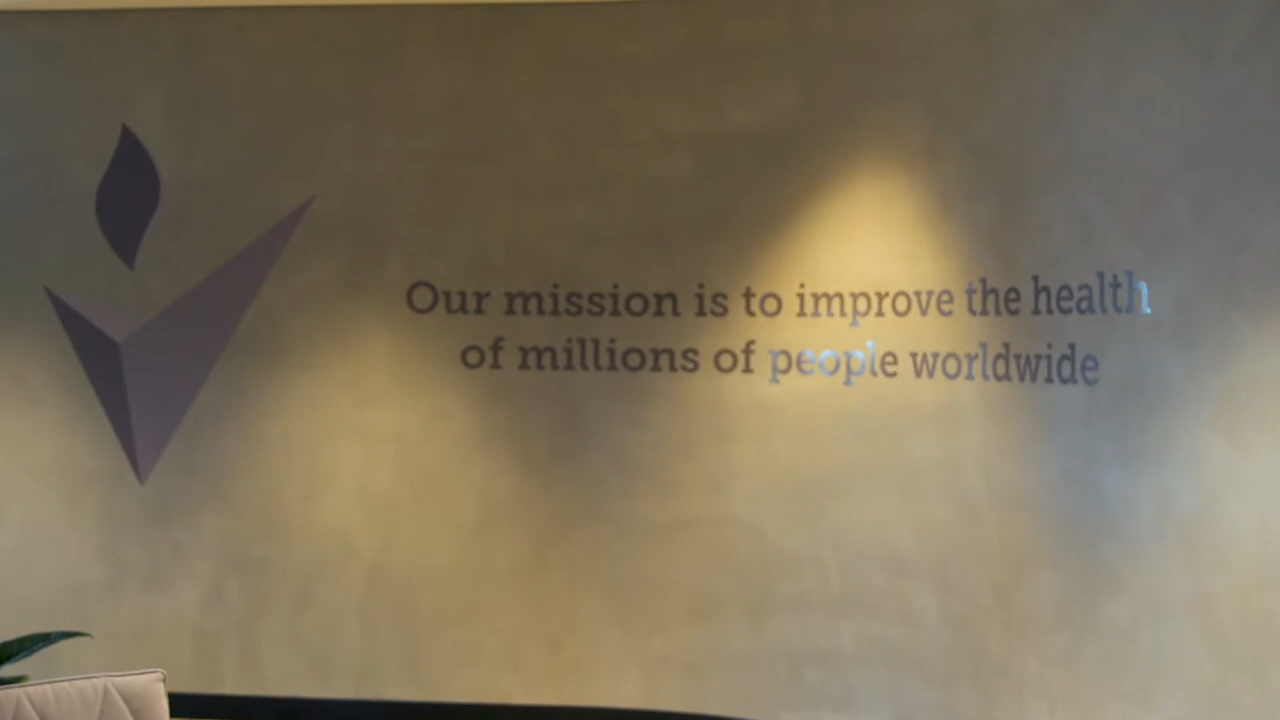 Our mission is to improve the health
of millions of people worldwide